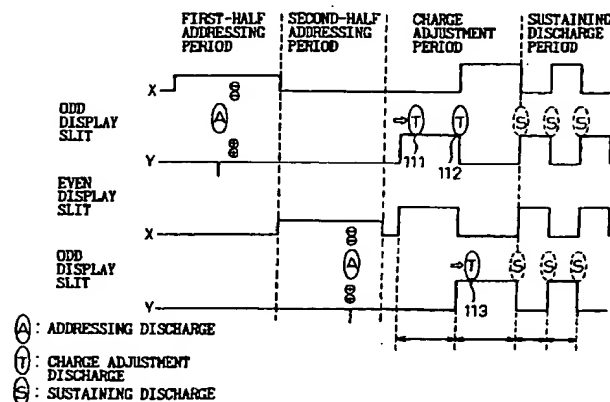 FIRST-HALF ADDRESSING PERIOD
SECOND-HALF ADDRESSING PERIOD
CHARGE ADJUSTMENT PERIOD
SUSTAINING DISCHARGE PERIOD
X
⊖
⊖
ODD DISPLAY SLIT
A
T
T
S
S
S
⊕
⊕
Y
111
112
EVEN DISPLAY SLIT
X
⊖
⊖
ODD DISPLAY SLIT
A
T
S
S
S
⊕
⊕
Y
113
A : ADDRESSING DISCHARGE
T : CHARGE ADJUSTMENT
DISCHARGE
S : SUSTAINING DISCHARGE